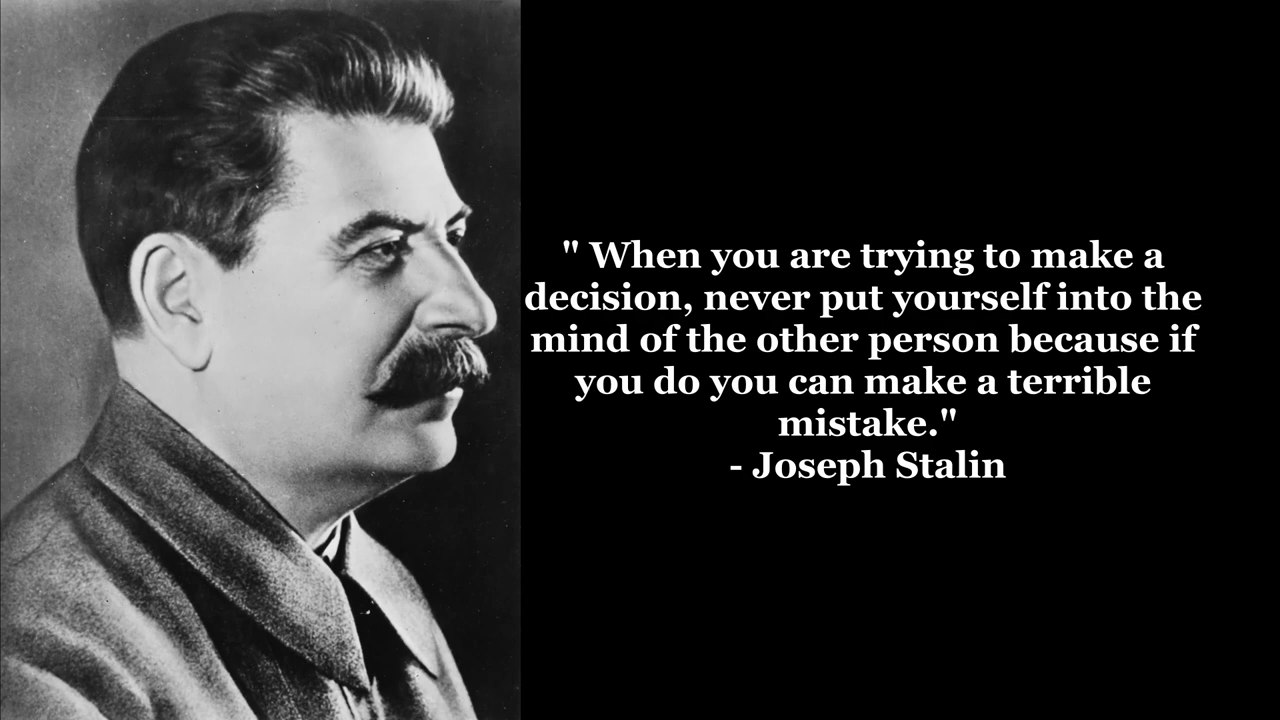 " When you are trying to make a
decision, never put yourself into the
mind of the other person because if
you do you can make a terrible
mistake."
- Joseph Stalin